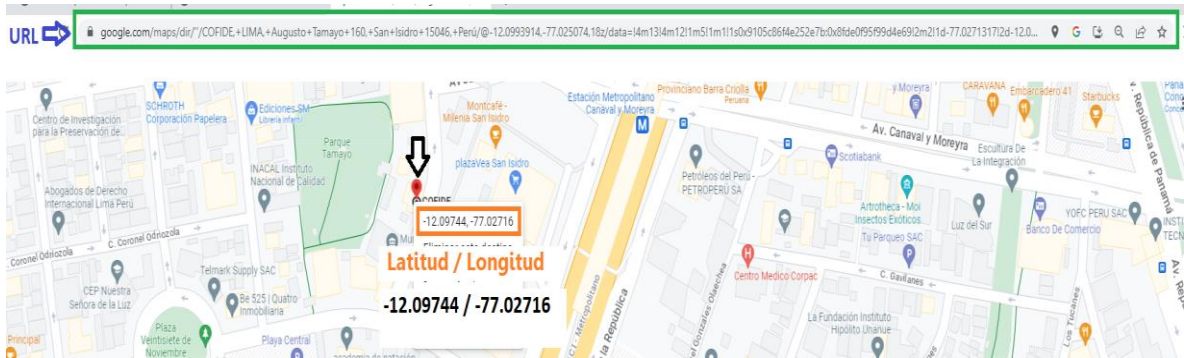 URL
google.com/maps/dir/''/COFIDE,+LIMA,+Augusto+Tamayo+160,+San+Isidro+15046,+Perú/@-12.0993914,-77.025074,18z/data=!4m13!4m12!1m5!1m1!1s0x9105c86f4e252e7b:0x8fde0f95f99d4e69!2m2!1d-77.0271317!2d-12.0...
Centro de Investigación
para la Preservación de...
SCHROTH
Corporación Papelera
Ediciones SM
Librería infantil
Montcafé -
Milenia San Isidro
Estación Metropolitano
Canaval y Moreyra
Provinciano Barra Criolla
Peruana
y Moreyra
CARAVANA
Embarcadero 41
Starbucks
Parque
Tamayo
INACAL Instituto
Nacional de Calidad
plazaVea San Isidro
Av. Canaval y Moreyra
Escultura De
La Integración
Scotiabank
Av. República de Panamá
Abogados de Derecho
Internacional Lima Perú
COFIDE
-12.09744,-77.02716
Petróleos del Perú -
PETROPERÚ SA
Artrotheca - Moi
Insectos Exóticos
Luz del Sur
YOFC PERU SAC
Banco De Comercio
Tu Parqueo SAC
C. Coronel Odriozola
Coronel Odriozola
Latitud / Longitud
-12.09744 / -77.02716
Telmark Supply SAC
CEP Nuestra
Señora de la Luz
Be 525 | Quatro
Inmobiliaria
Centro Medico Corpac
C. Gavilanes
La Fundación Instituto
Hipólito Unanue
Los Tucanes
Plaza
Veintisiete de
Noviembre
Playa Central
Principal
academia de natación
C1 - Metropolitano